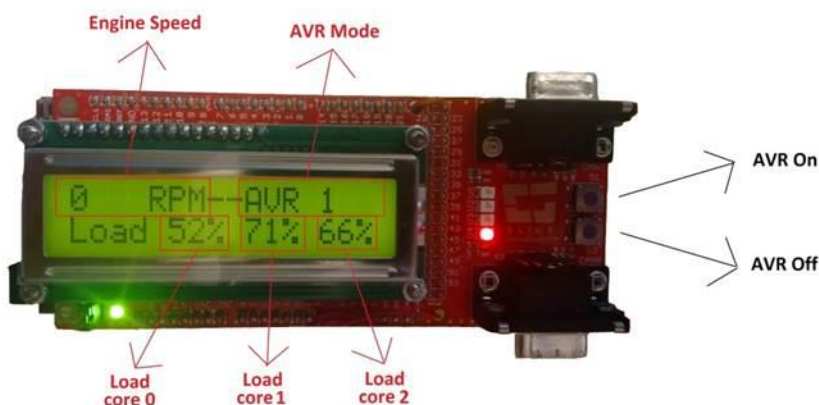 Engine Speed
AVR Mode
0 RPM--AVR 1
Load 52% 71% 66%
AVR On
AVR Off
Load core 0
Load core 1
Load core 2